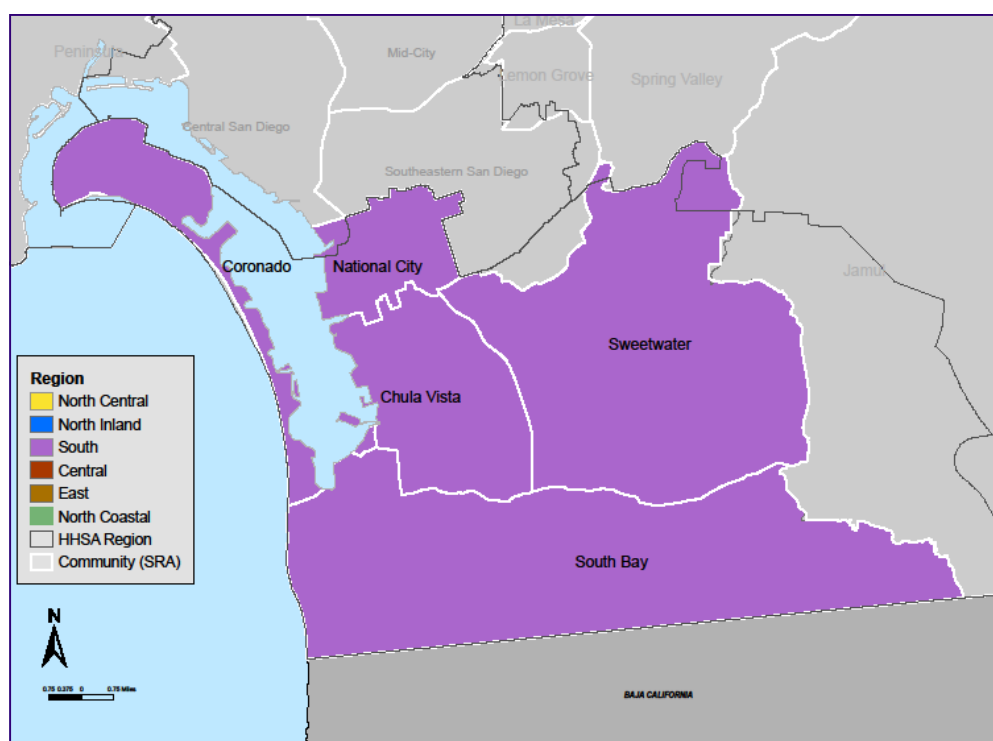 La Mesa
Peninsula
Mid-City
Lemon Grove
Spring Valley
Central San Diego
Southeastern San Diego
Coronado
National City
Jamul
Sweetwater
Chula Vista
South Bay
Region
North Central
North Inland
South
Central
East
North Coastal
HHSA Region
Community (SRA)
N
0.75 0.375 0 0.75 Miles
BAJA CALIFORNIA